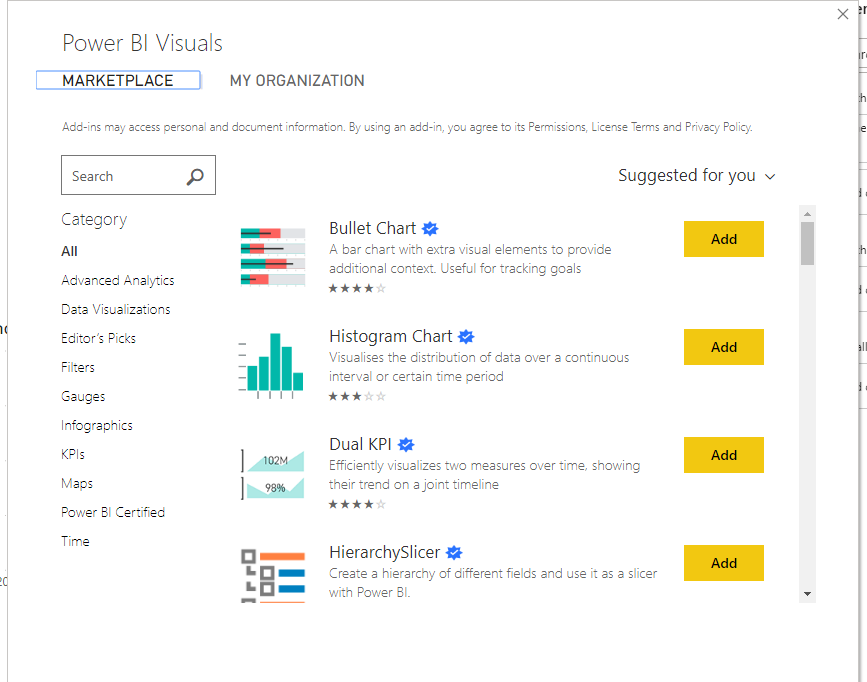 Power BI Visuals
MARKETPLACE
MY ORGANIZATION
Add-ins may access personal and document information. By using an add-in, you agree to its Permissions, License Terms and Privacy Policy.
Search
Suggested for you
Category
All
Advanced Analytics
Data Visualizations
Editor's Picks
Filters
Gauges
Infographics
KPIs
Maps
Power BI Certified
Time
Bullet Chart
A bar chart with extra visual elements to provide
additional context. Useful for tracking goals
Add
Histogram Chart
Visualises the distribution of data over a continuous
interval or certain time period
Add
102M
98%
Dual KPI
Efficiently visualizes two measures over time, showing
their trend on a joint timeline
Add
HierarchySlicer
Create a hierarchy of different fields and use it as a slicer
with Power BI.
Add